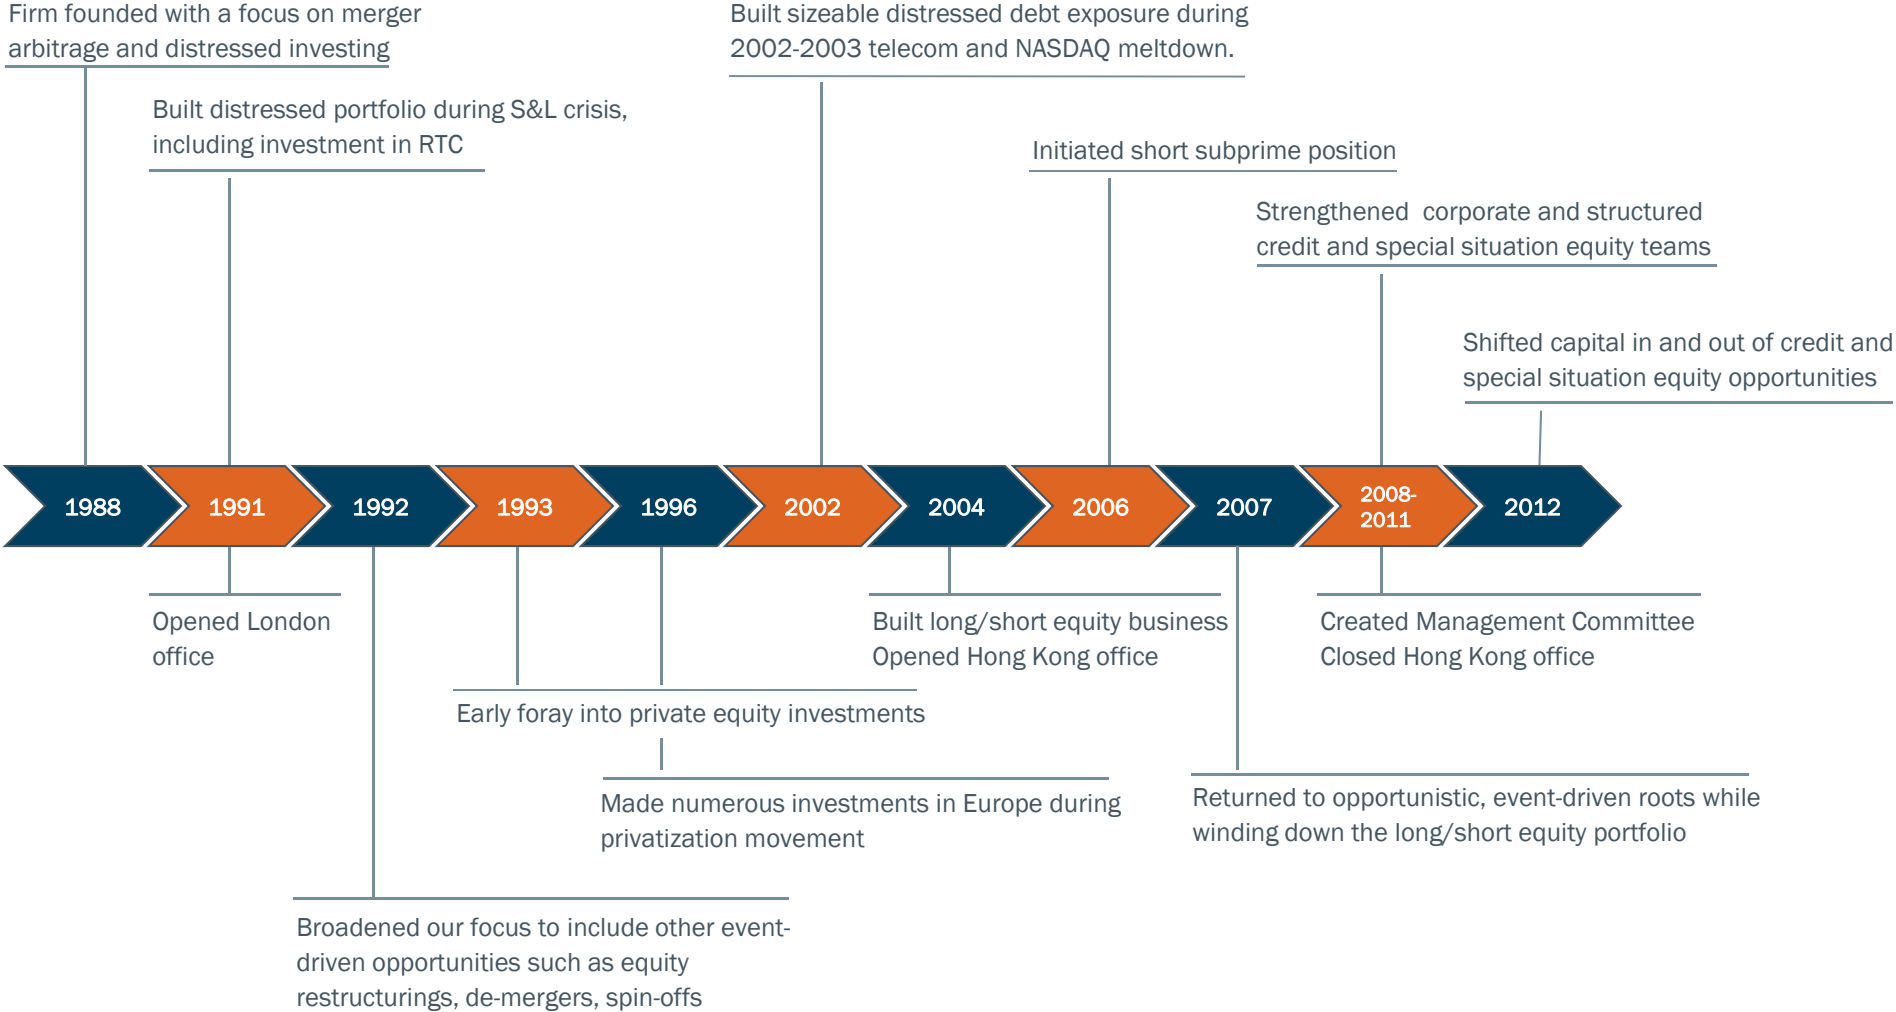 Firm founded with a focus on merger
arbitrage and distressed investing
Built sizeable distressed debt exposure during
2002-2003 telecom and NASDAQ meltdown.
Built distressed portfolio during S&L crisis,
including investment in RTC
Initiated short subprime position
Strengthened corporate and structured
credit and special situation equity teams
Shifted capital in and out of credit and
special situation equity opportunities
1988
1991
1992
1993
1996
2002
2004
2006
2007
2008-
2011
2012
Opened London
office
Built long/short equity business
Opened Hong Kong office
Created Management Committee
Closed Hong Kong office
Early foray into private equity investments
Made numerous investments in Europe during
privatization movement
Returned to opportunistic, event-driven roots while
winding down the long/short equity portfolio
Broadened our focus to include other event-
driven opportunities such as equity
restructurings, de-mergers, spin-offs